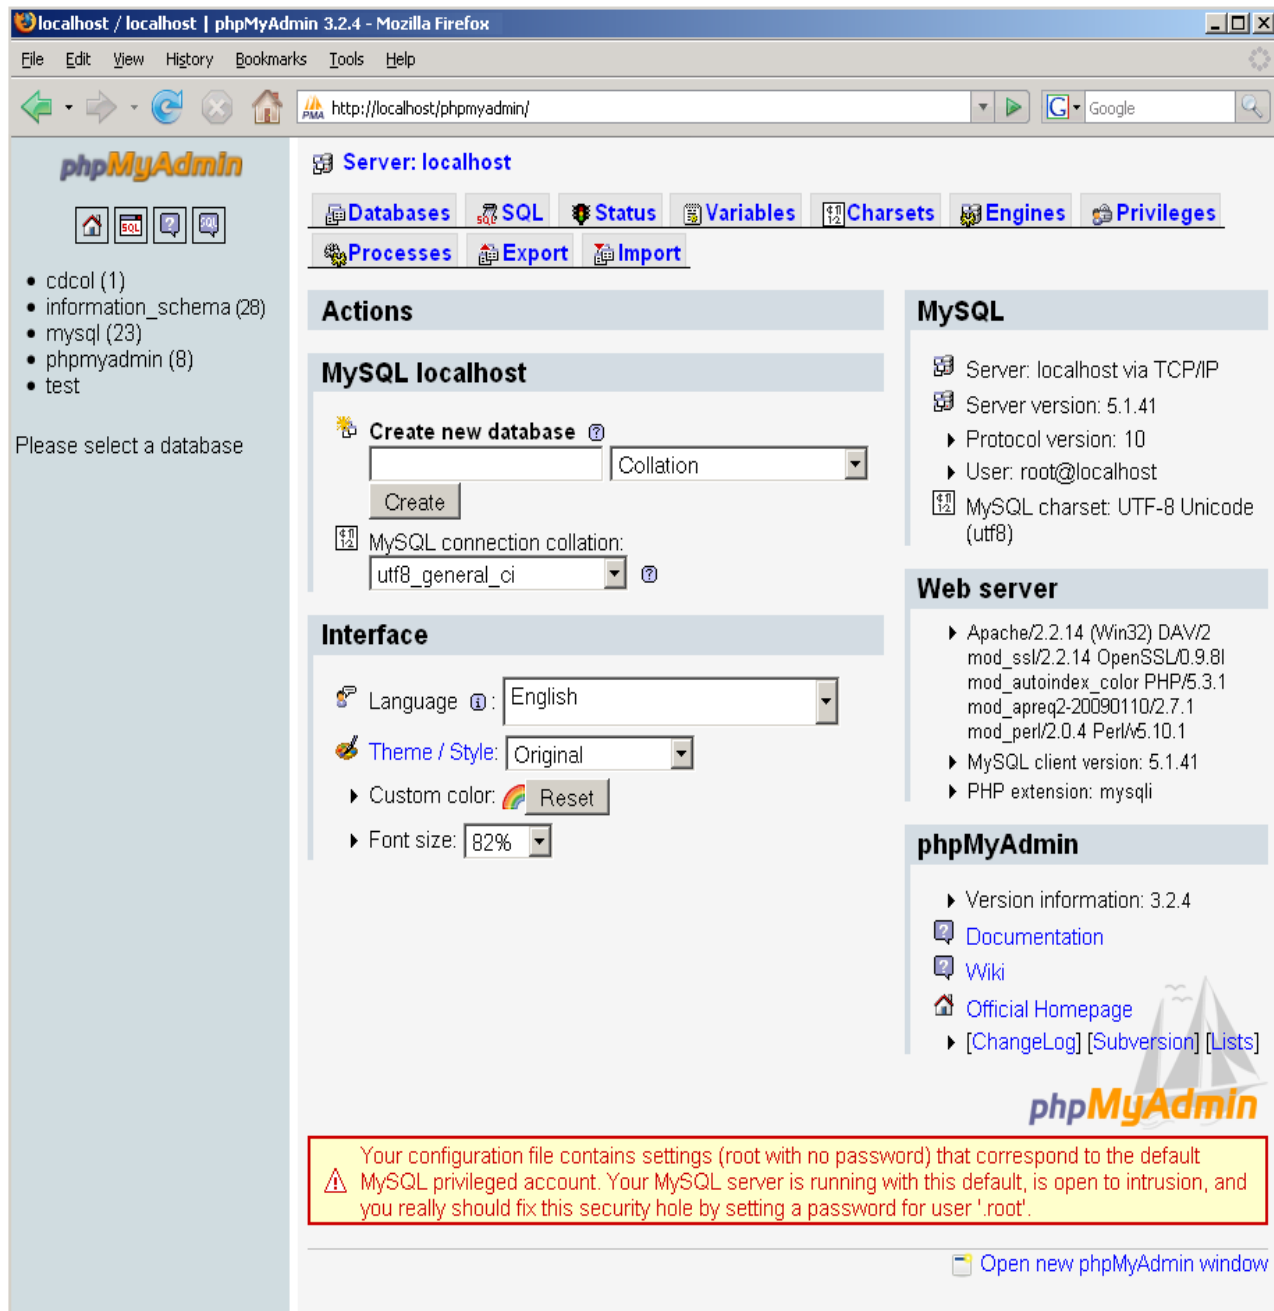 localhost / localhost | phpMyAdmin 3.2.4 - Mozilla Firefox
File Edit View History Bookmarks Tools Help
PMA http://localhost/phpmyadmin/ G Google
phpMyAdmin
SQL ? SQL
cdcol (1)
information_schema (28)
mysql (23)
phpmyadmin (8)
test
Please select a database
Server: localhost
Databases SQL Status Variables Charsets Engines Privileges
Processes Export Import
Actions
MySQL localhost
Create new database ?
Collation
Create
MySQL connection collation:
utf8_general_ci ?
Interface
Language i : English
Theme / Style: Original
Custom color: Reset
Font size: 82%
MySQL
Server: localhost via TCP/IP
Server version: 5.1.41
Protocol version: 10
User: root@localhost
MySQL charset: UTF-8 Unicode
(utf8)
Web server
Apache/2.2.14 (Win32) DAV/2
mod_ssl/2.2.14 OpenSSL/0.9.8l
mod_autoindex_color PHP/5.3.1
mod_apreq2-20090110/2.7.1
mod_perl/2.0.4 Perl/v5.10.1
MySQL client version: 5.1.41
PHP extension: mysqli
phpMyAdmin
Version information: 3.2.4
Documentation
Wiki
Official Homepage
[ChangeLog] [Subversion] [Lists]
phpMyAdmin
Your configuration file contains settings (root with no password) that correspond to the default
MySQL privileged account. Your MySQL server is running with this default, is open to intrusion, and
you really should fix this security hole by setting a password for user '.root'.
Open new phpMyAdmin window